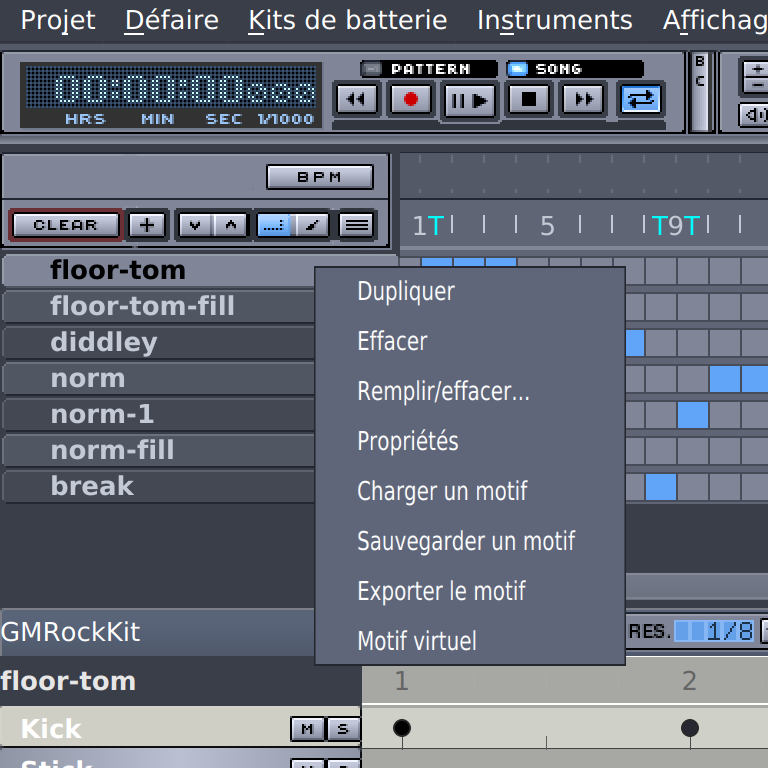 Projet Défaire Kits de batterie Instruments Affichag
PATTERN SONG
00:00:00:000
HRS MIN SEC 1/1000
B
C
BPM
CLEAR
1T 5 T9T
floor-tom
floor-tom-fill
diddley
norm
norm-1
norm-fill
break
Dupliquer
Effacer
Remplir/effacer...
Propriétés
Charger un motif
Sauvegarder un motif
Exporter le motif
Motif virtuel
GMRockKit
RES. 1/8
floor-tom
1 2
Kick M S
Stick